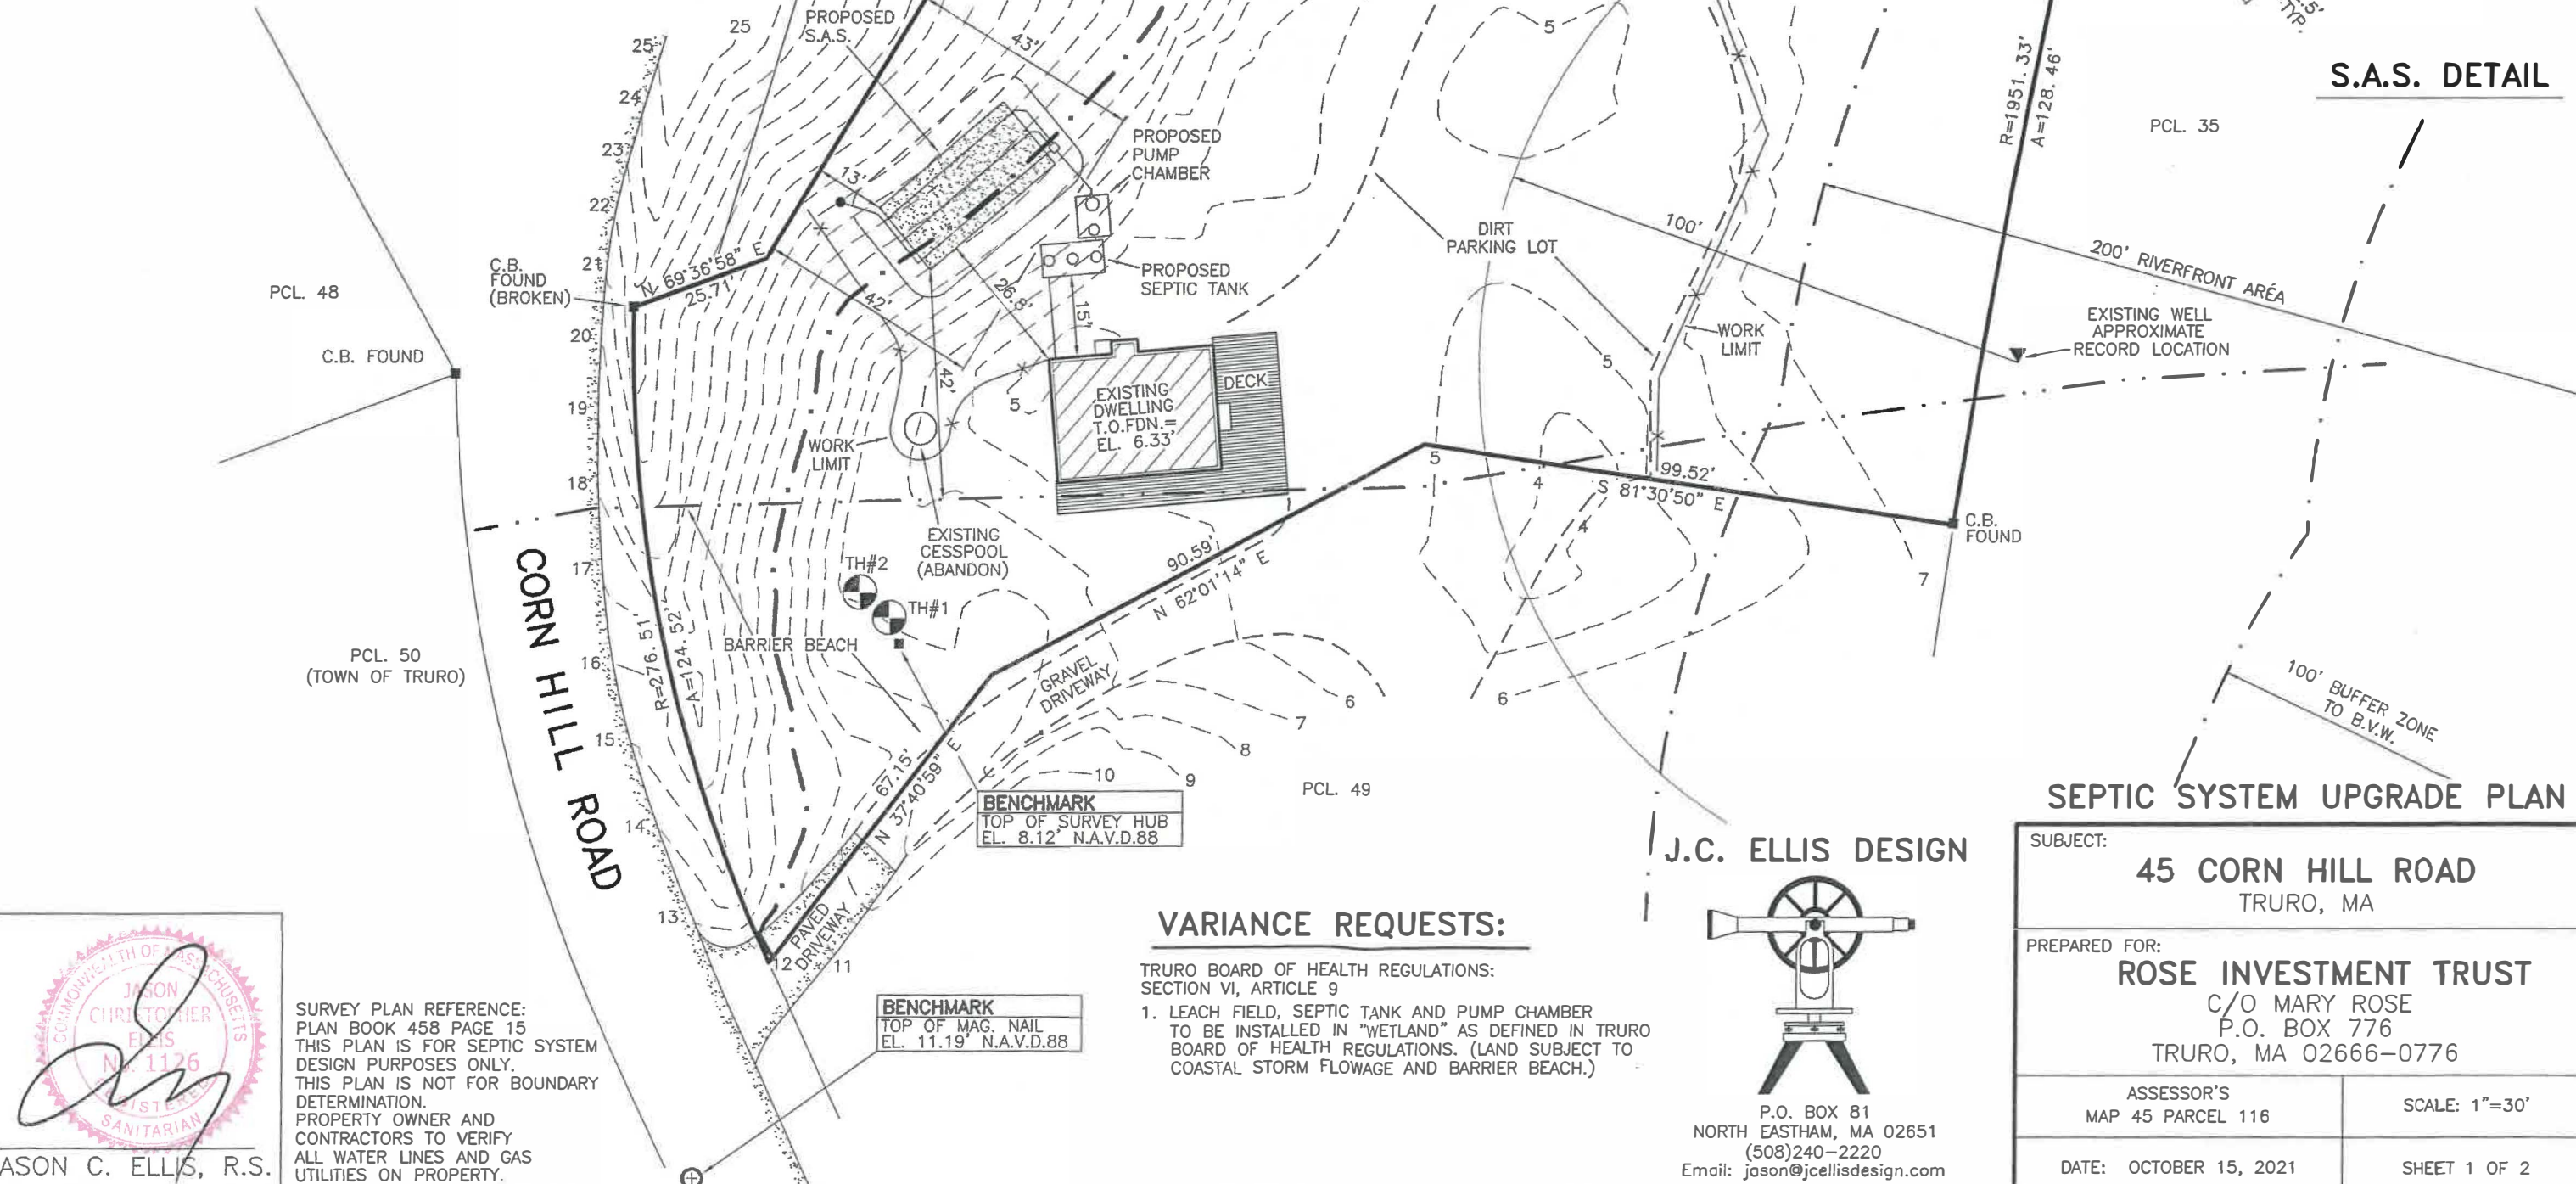 PROPOSED
S.A.S.
25
25
24
23
22
21
20
19
18
17
16
15
14
13
12
11
43'
13'
PROPOSED
PUMP
CHAMBER
PROPOSED
SEPTIC TANK
42'
26.8'
15'
42'
5
5
5
5
4
4
7
6
6
7
8
9
10
DIRT
PARKING LOT
100'
WORK
LIMIT
R=1951.33'
A=128.46'
TYP.
S.A.S. DETAIL
PCL. 35
200' RIVERFRONT AREA
EXISTING WELL
APPROXIMATE
RECORD LOCATION
C.B.
FOUND
(BROKEN)
N 69°36'58" E
25.71'
PCL. 48
C.B. FOUND
WORK
LIMIT
EXISTING
DWELLING
T.O.FDN.=
EL. 6.33'
DECK
99.52'
S 81°30'50" E
C.B.
FOUND
EXISTING
CESSPOOL
(ABANDON)
TH#2
TH#1
90.59'
N 62°01'14" E
BARRIER BEACH
CORN HILL ROAD
R=276.51'
A=124.52'
PCL. 50
(TOWN OF TRURO)
GRAVEL
DRIVEWAY
67.15'
N 37°40'59" E
PAVED
DRIVEWAY
BENCHMARK
TOP OF SURVEY HUB
EL. 8.12' N.A.V.D.88
PCL. 49
100' BUFFER ZONE
TO B.V.W.
BENCHMARK
TOP OF MAG. NAIL
EL. 11.19' N.A.V.D.88
COMMONWEALTH OF MASSACHUSETTS
JASON
CHRISTOPHER
ELLIS
No. 1126
REGISTERED
SANITARIAN
ASON C. ELLIS, R.S.
SURVEY PLAN REFERENCE:
PLAN BOOK 458 PAGE 15
THIS PLAN IS FOR SEPTIC SYSTEM
DESIGN PURPOSES ONLY.
THIS PLAN IS NOT FOR BOUNDARY
DETERMINATION.
PROPERTY OWNER AND
CONTRACTORS TO VERIFY
ALL WATER LINES AND GAS
UTILITIES ON PROPERTY.
VARIANCE REQUESTS:
TRURO BOARD OF HEALTH REGULATIONS:
SECTION VI, ARTICLE 9
1. LEACH FIELD, SEPTIC TANK AND PUMP CHAMBER
TO BE INSTALLED IN "WETLAND" AS DEFINED IN TRURO
BOARD OF HEALTH REGULATIONS. (LAND SUBJECT TO
COASTAL STORM FLOWAGE AND BARRIER BEACH.)
J.C. ELLIS DESIGN
P.O. BOX 81
NORTH EASTHAM, MA 02651
(508)240-2220
Email: jason@jcellisdesign.com
SEPTIC SYSTEM UPGRADE PLAN
SUBJECT:
45 CORN HILL ROAD
TRURO, MA
PREPARED FOR:
ROSE INVESTMENT TRUST
C/O MARY ROSE
P.O. BOX 776
TRURO, MA 02666-0776
ASSESSOR'S
MAP 45 PARCEL 116
SCALE: 1"=30'
DATE: OCTOBER 15, 2021
SHEET 1 OF 2